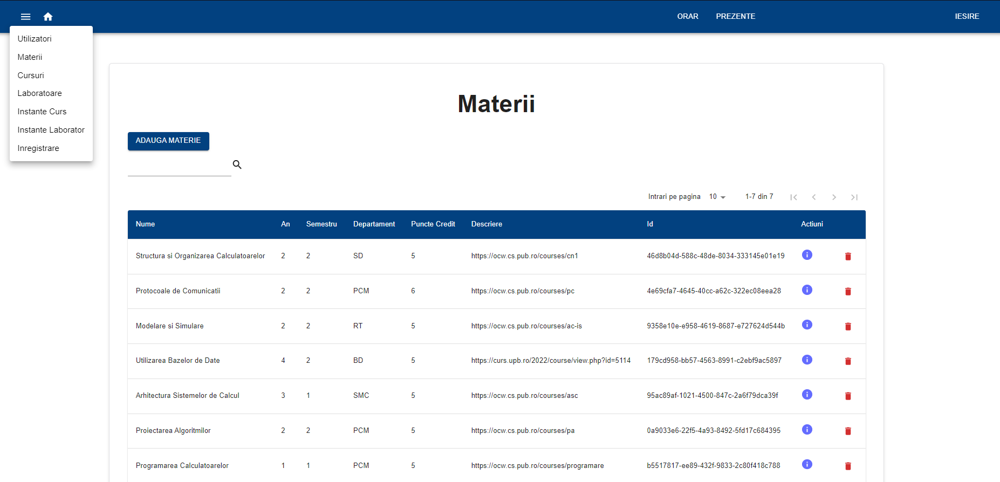 ORAR PREZENTE IESIRE
Utilizatori
Materii
Cursuri
Laboratoare
Instante Curs
Instante Laborator
Inregistrare
Materii
ADAUGA MATERIE
Intrari pe pagina 10 1-7 din 7
Nume An Semestru Departament Puncte Credit Descriere Id Actiuni
Structura si Organizarea Calculatoarelor 2 2 SD 5 https://ocw.cs.pub.ro/courses/cn1 46d8b04d-588c-48de-8034-333145e01e19
Protocoale de Comunicatii 2 2 PCM 6 https://ocw.cs.pub.ro/courses/pc 4e69cfa7-4645-40cc-a62c-322ec08eea28
Modelare si Simulare 2 2 RT 5 https://ocw.cs.pub.ro/courses/ac-is 9358e10e-e958-4619-8687-e727624d544b
Utilizarea Bazelor de Date 4 2 BD 5 https://curs.upb.ro/2022/course/view.php?id=5114 179cd958-bb57-4563-8991-c2ebf9ac5897
Arhitectura Sistemelor de Calcul 3 1 SMC 5 https://ocw.cs.pub.ro/courses/asc 95ac89af-1021-4500-847c-2a6f79dca39f
Proiectarea Algoritmilor 2 2 PCM 5 https://ocw.cs.pub.ro/courses/pa 0a9033e6-22f5-4a93-8492-5fd17c684395
Programarea Calculatoarelor 1 1 PCM 5 https://ocw.cs.pub.ro/courses/programare b5517817-ee89-432f-9833-2c80f418c788